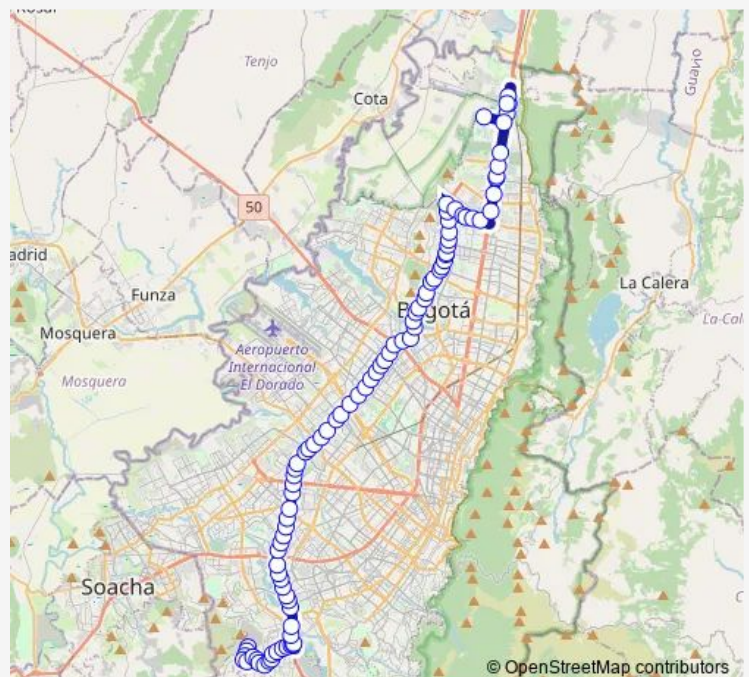 Rosal
Tenjo
Guavio
Cota
50
adrid
Funza
La Calera
Bogotá
La-Cal
Mosquera
Aeropuerto
Internacional
El Dorado
Mosquera
Soacha
C
© OpenStreetMap contributors